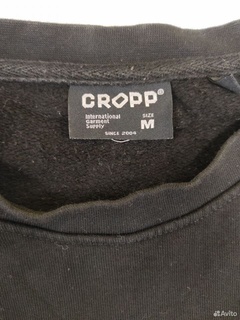 CROPP®
International
Garment
Supply
SIZE
M
SINCE 2004
Avito